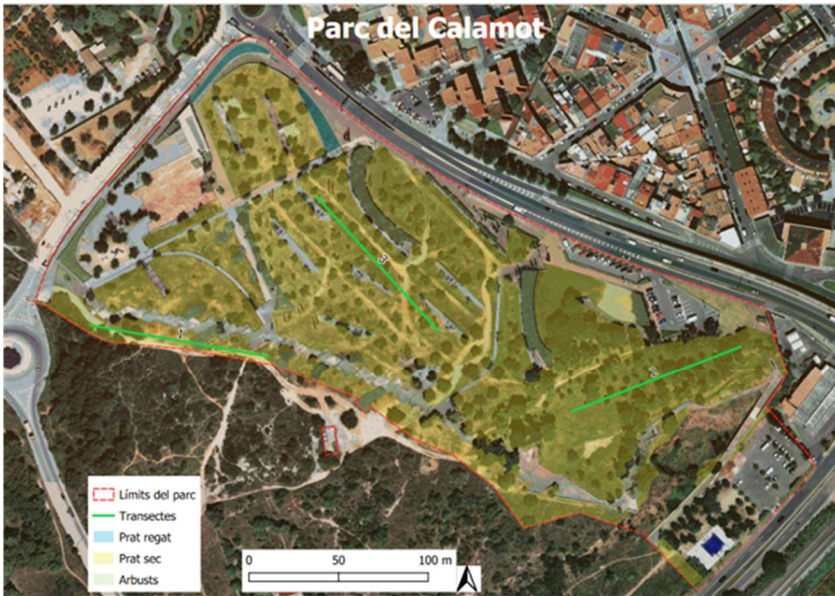 Parc del Calamot
3
1
2
Límits del parc
Transectes
Prat regat
Prat sec
Arbusts
0 50 100 m